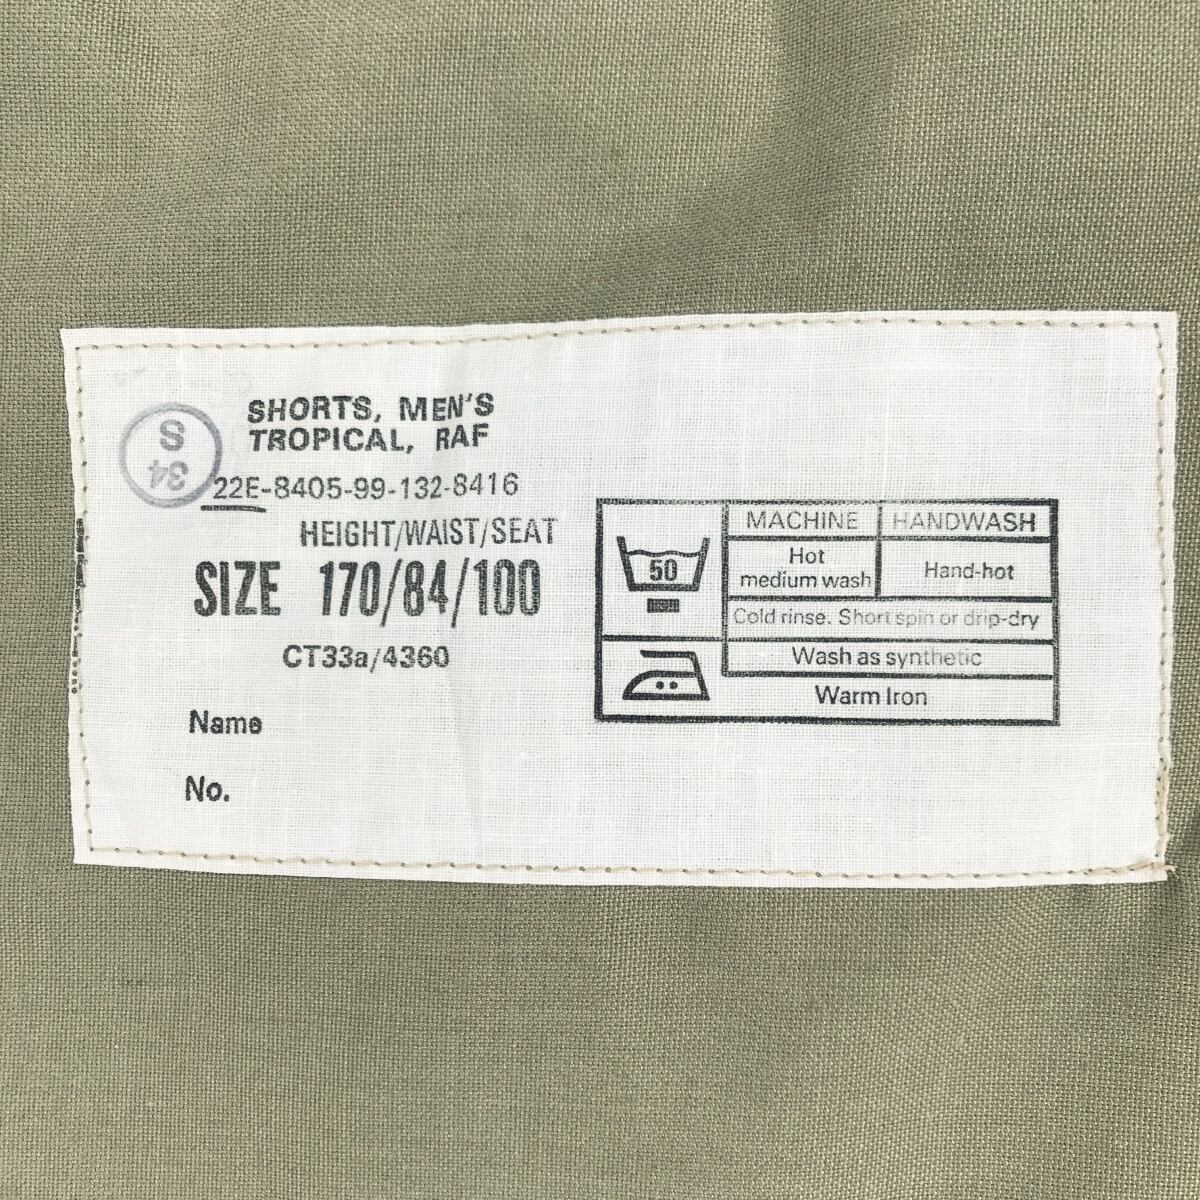 SHORTS, MEN'S
TROPICAL, RAF
S
34
22E-8405-99-132-8416
HEIGHT/WAIST/SEAT
SIZE 170/84/100
CT33a/4360
Name
No.
MACHINE HANDWASH
50
Hot
medium wash
Hand-hot
Cold rinse. Short spin or drip-dry
Wash as synthetic
Warm Iron